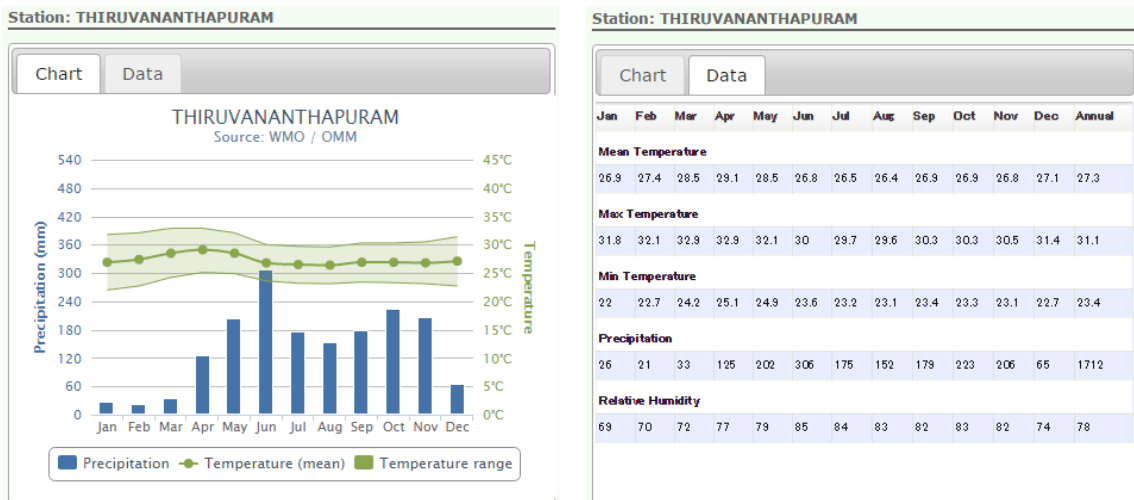 Station: THIRUVANANTHAPURAM
Chart Data
THIRUVANANTHAPURAM
Source: WMO / OMM
Precipitation (mm)
540
480
420
360
300
240
180
120
60
0
45°C
40°C
35°C
30°C
25°C
20°C
15°C
10°C
5°C
0°C
Temperature
Jan Feb Mar Apr May Jun Jul Aug Sep Oct Nov Dec
Precipitation Temperature (mean) Temperature range
Station: THIRUVANANTHAPURAM
Chart Data
Jan Feb Mar Apr May Jun Jul Aug Sep Oct Nov Dec Annual
Mean Temperature
26.9 27.4 28.5 29.1 28.5 26.8 26.5 26.4 26.9 26.9 26.8 27.1 27.3
Max Temperature
31.8 32.1 32.9 32.9 32.1 30 29.7 29.6 30.3 30.3 30.5 31.4 31.1
Min Temperature
22 22.7 24.2 25.1 24.9 23.6 23.2 23.1 23.4 23.3 23.1 22.7 23.4
Precipitation
26 21 33 125 202 306 175 152 179 223 206 65 1712
Relative Humidity
69 70 72 77 79 85 84 83 82 83 82 74 78